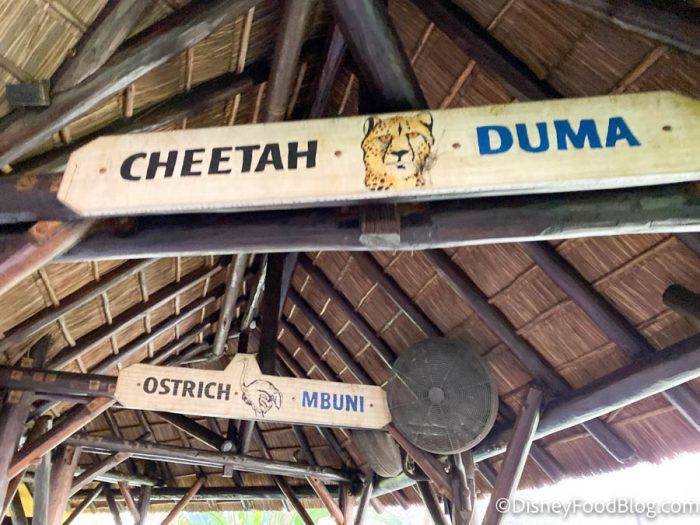 CHEETAH DUMA
OSTRICH MBUNI
©DisneyFoodBlog.com